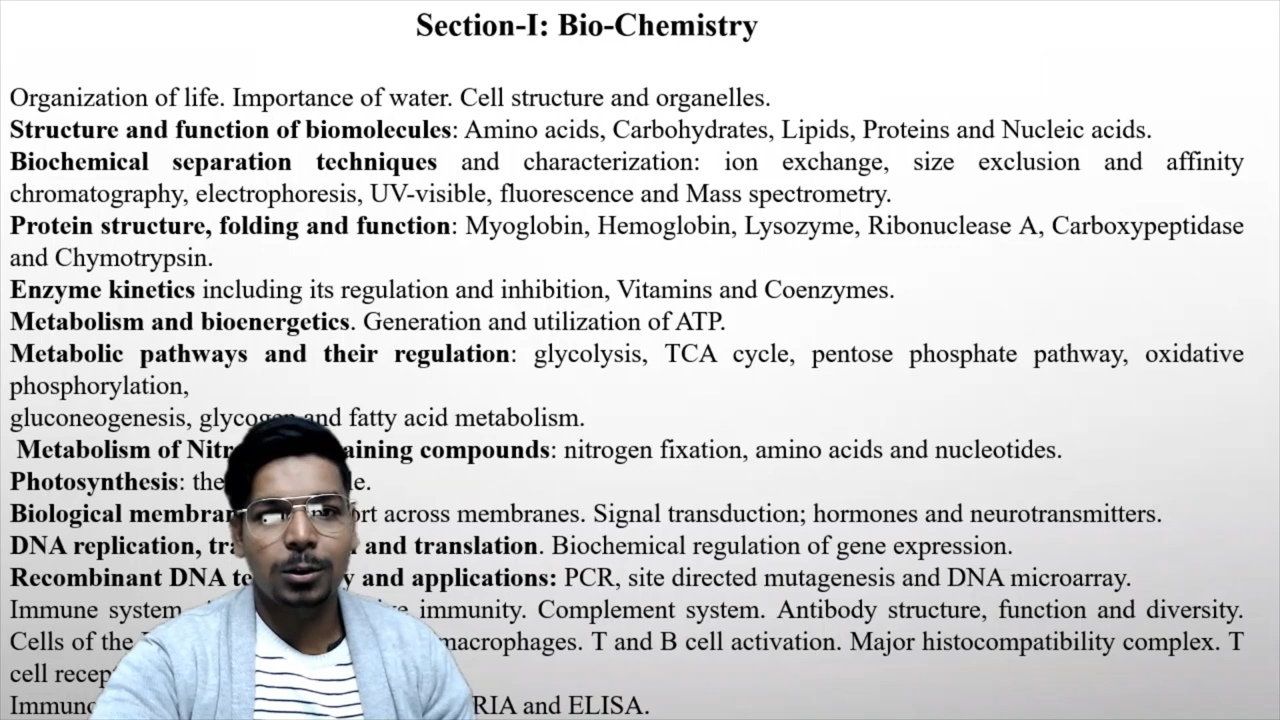 Section-I: Bio-Chemistry
Organization of life. Importance of water. Cell structure and organelles.
Structure and function of biomolecules: Amino acids, Carbohydrates, Lipids, Proteins and Nucleic acids.
Biochemical separation techniques and characterization: ion exchange, size exclusion and affinity
chromatography, electrophoresis, UV-visible, fluorescence and Mass spectrometry.
Protein structure, folding and function: Myoglobin, Hemoglobin, Lysozyme, Ribonuclease A, Carboxypeptidase
and Chymotrypsin.
Enzyme kinetics including its regulation and inhibition, Vitamins and Coenzymes.
Metabolism and bioenergetics. Generation and utilization of ATP.
Metabolic pathways and their regulation: glycolysis, TCA cycle, pentose phosphate pathway, oxidative
phosphorylation,
gluconeogenesis, glycogen and fatty acid metabolism.
Metabolism of compounds: nitrogen fixation, amino acids and nucleotides.
Photosynthesis: the
Biological across membranes. Signal transduction; hormones and neurotransmitters.
DNA replication, and translation. Biochemical regulation of gene expression.
Recombinant DNA and applications: PCR, site directed mutagenesis and DNA microarray.
Immune system. immunity. Complement system. Antibody structure, function and diversity.
Cells of the macrophages. T and B cell activation. Major histocompatibility complex. T
cell
RIA and ELISA.